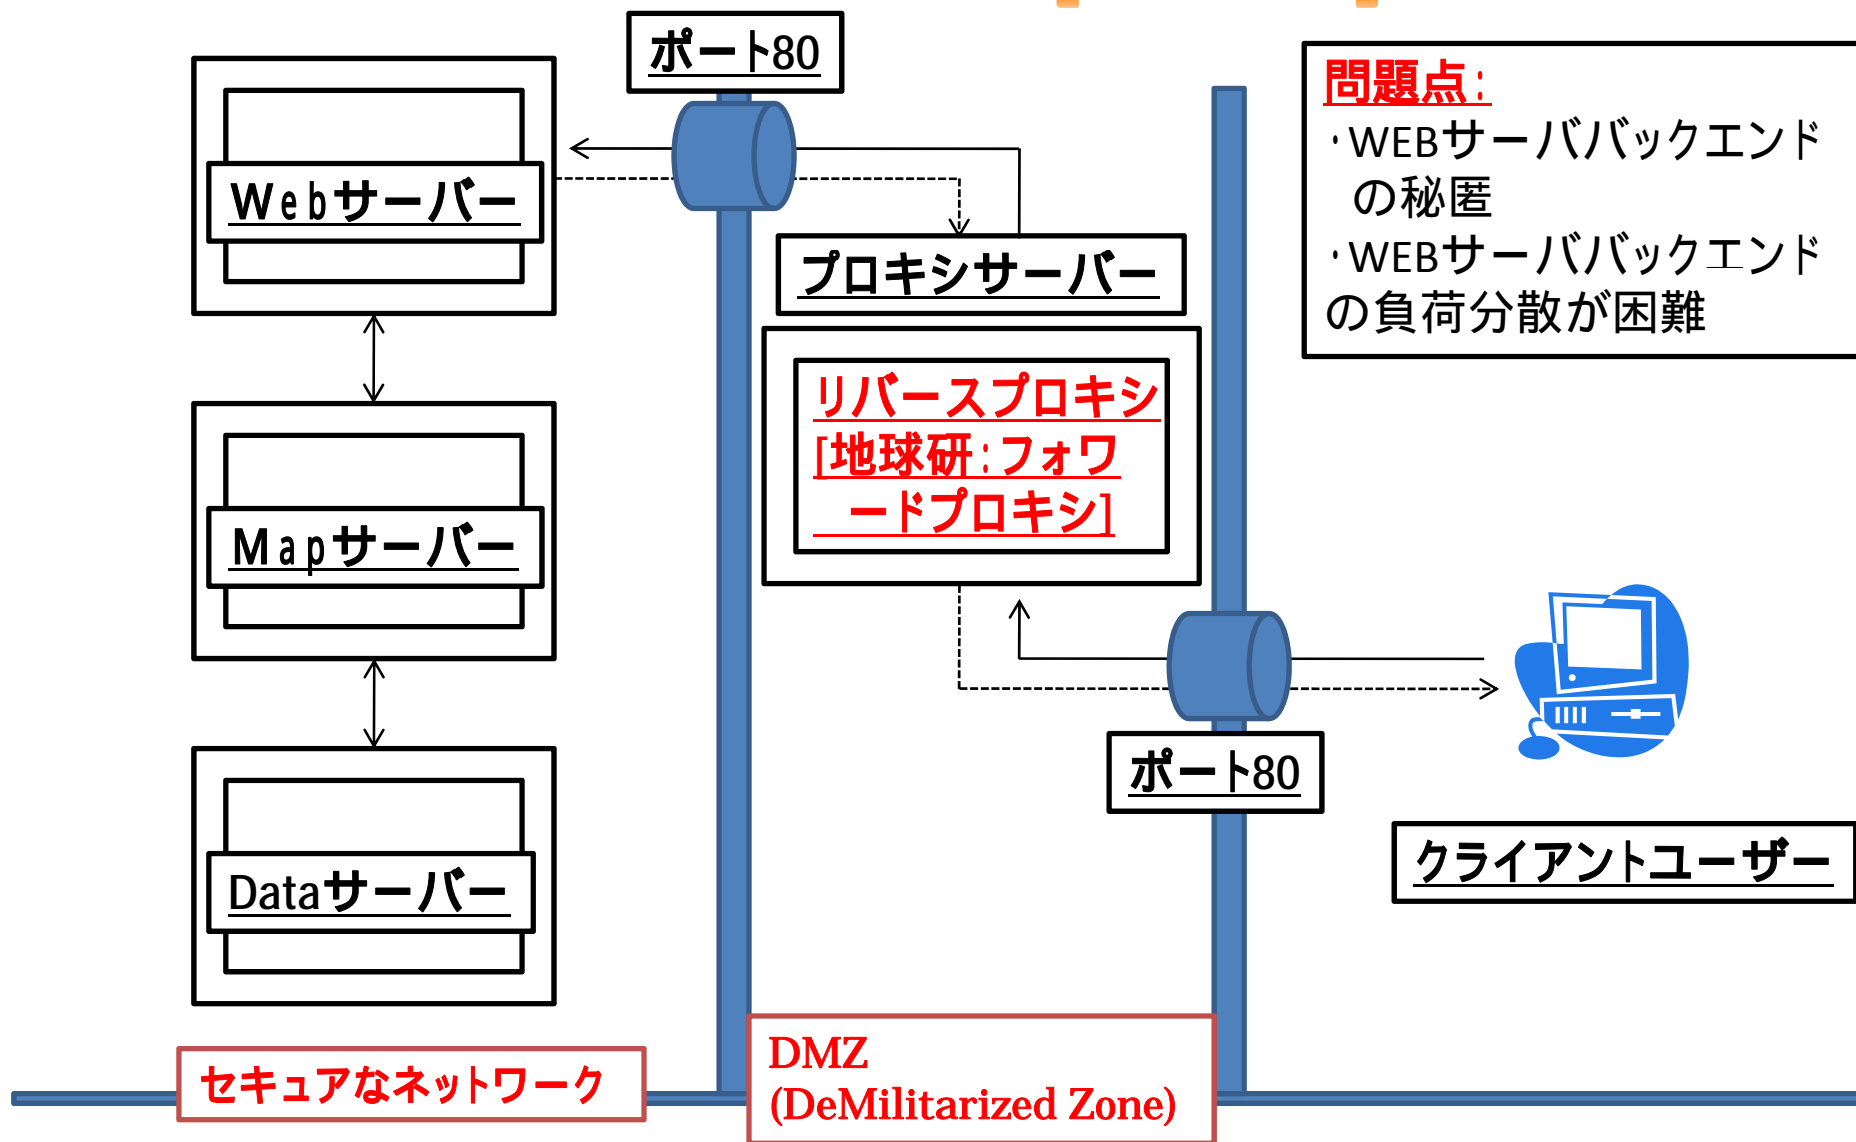 ポート80
問題点:
・WEBサーババックエンド
の秘匿
・WEBサーババックエンド
の負荷分散が困難
Webサーバー
プロキシサーバー
リバースプロキシ
[地球研:フォワ
ードプロキシ]
Mapサーバー
ポート80
Dataサーバー
クライアントユーザー
セキュアなネットワーク
DMZ
(DeMilitarized Zone)